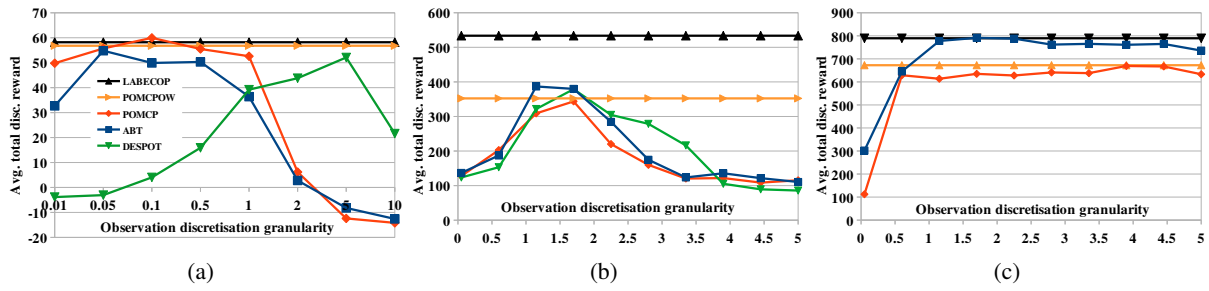 Avg. total disc. reward
70
60
50
40
30
20
10
0
-10
-20
LABECOP
POMCPOW
POMCP
ABT
DESPOT
0.01 0.05 0.1 0.5 1 2 5 10
Observation discretisation granularity
(a)
Avg. total disc. reward
600
500
400
300
200
100
0
Observation discretisation granularity
0 0.5 1 1.5 2 2.5 3 3.5 4 4.5 5
(b)
Avg. total disc. reward
900
800
700
600
500
400
300
200
100
0
Observation discretisation granularity
0 0.5 1 1.5 2 2.5 3 3.5 4 4.5 5
(c)